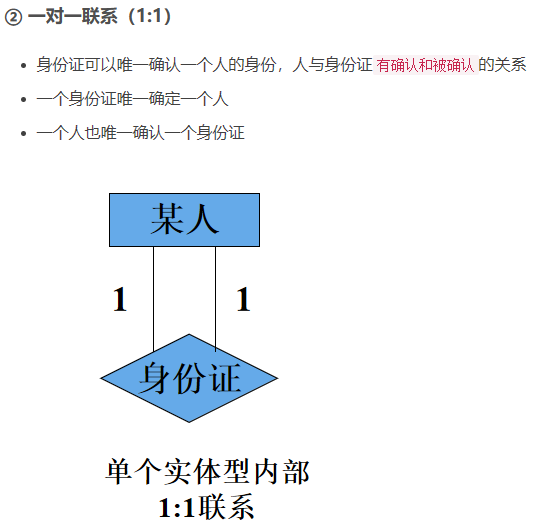 ② 一对一联系（1:1）
身份证可以唯一确认一个人的身份，人与身份证 有确认和被确认 的关系
一个身份证唯一确定一个人
一个人也唯一确认一个身份证
某人
1 1
身份证
单个实体型内部
1:1联系